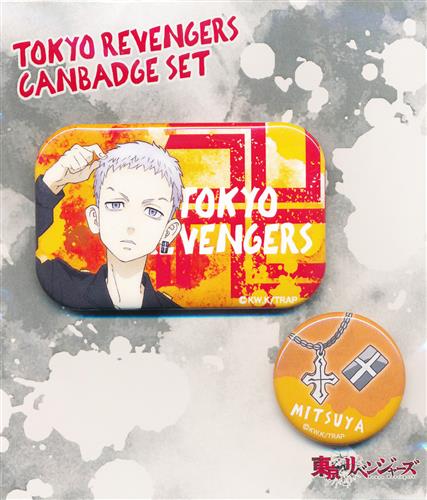 TOKYO REVENGERS
CANBADGE SET
TOKYO
VENGERS
©KW,K/TRAP
MITSUYA
©KW,K/TRAP
東京リベンジャーズ